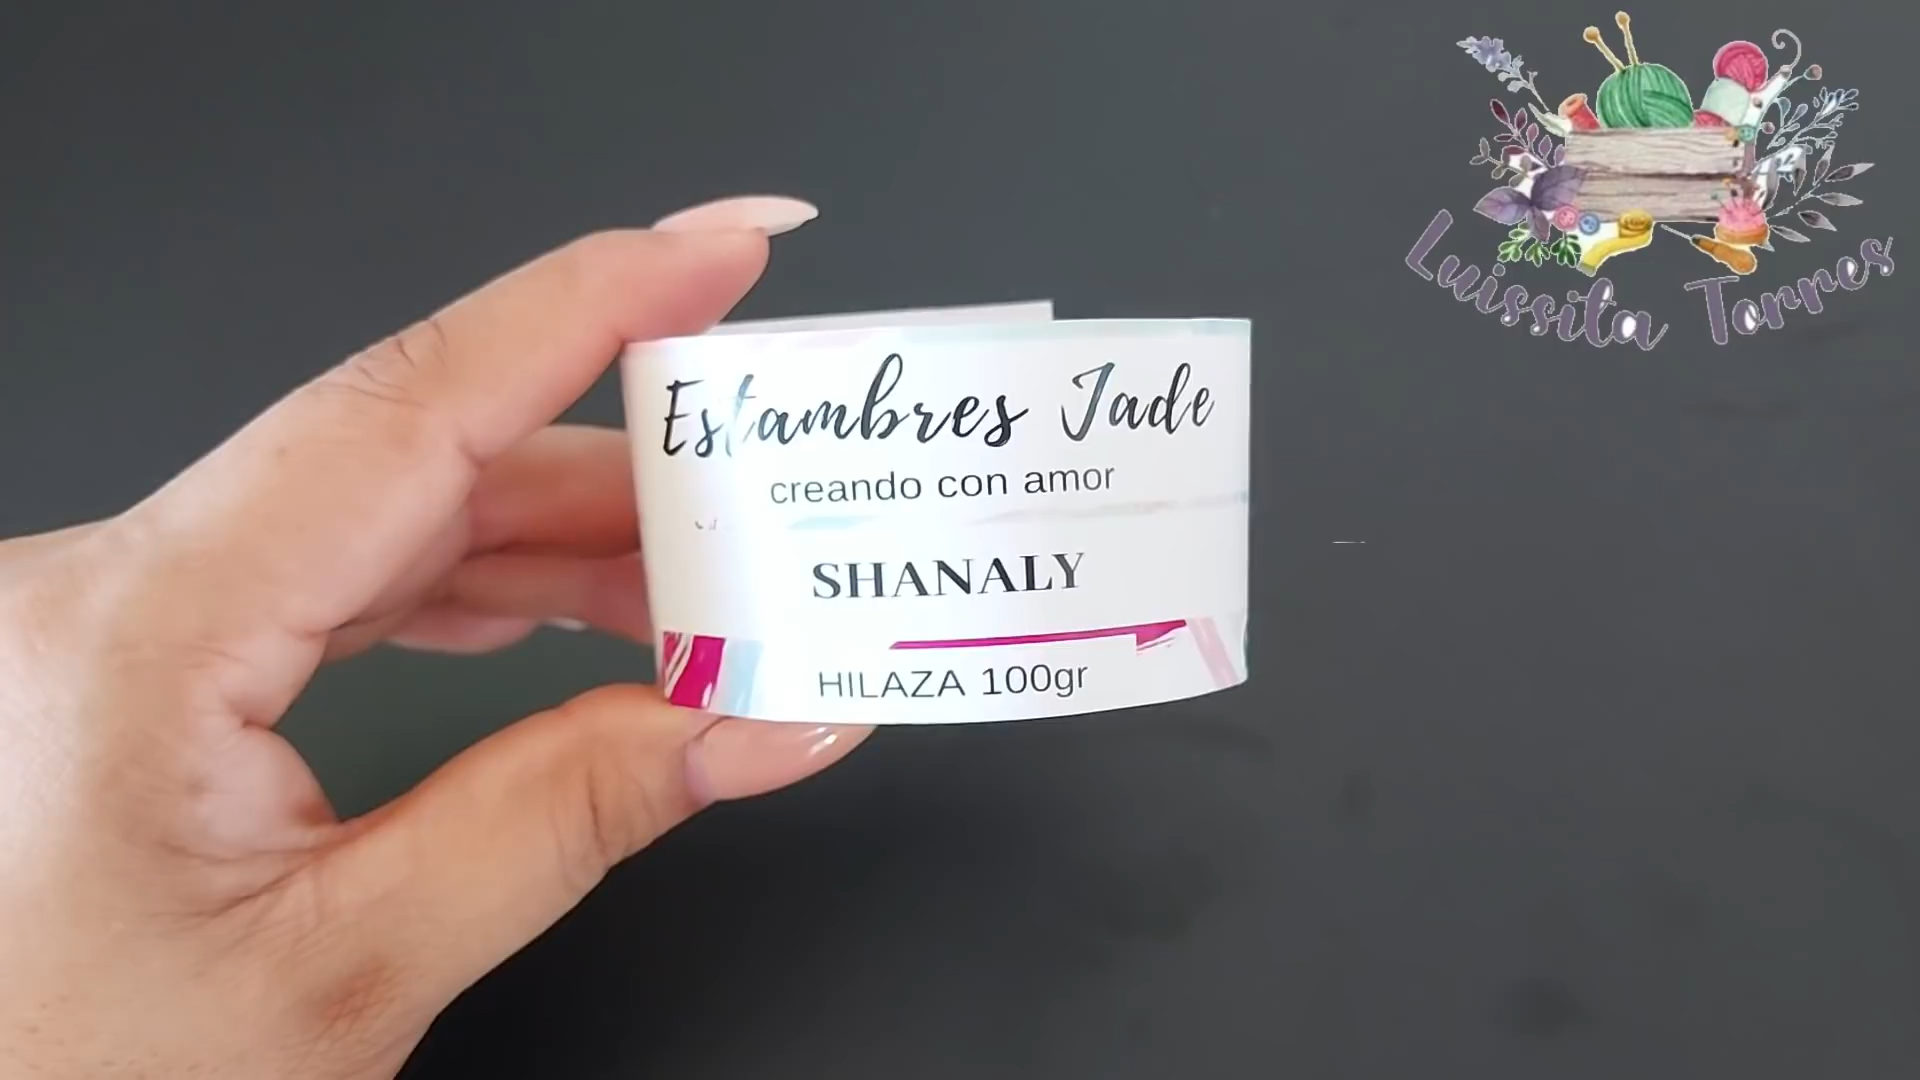 Estambres Jade
creando con amor
SHANALY
HILAZA 100gr
Luissita Torres